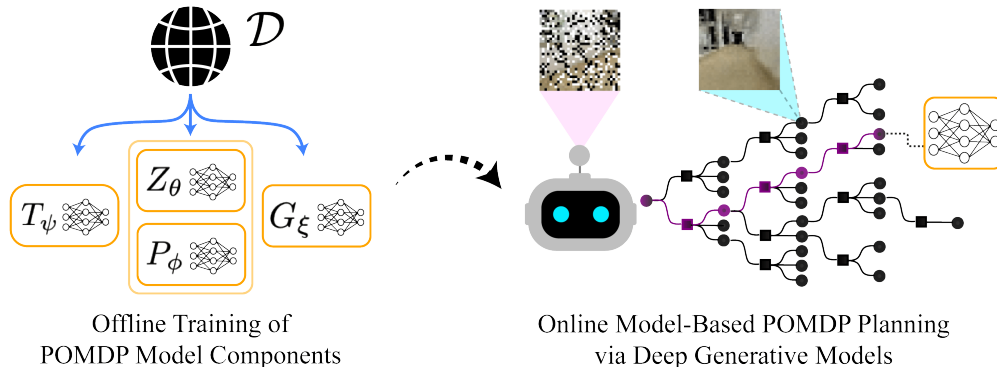 𝒟
T_ψ
Z_θ
P_ϕ
G_ξ
Offline Training of
POMDP Model Components
Online Model-Based POMDP Planning
via Deep Generative Models